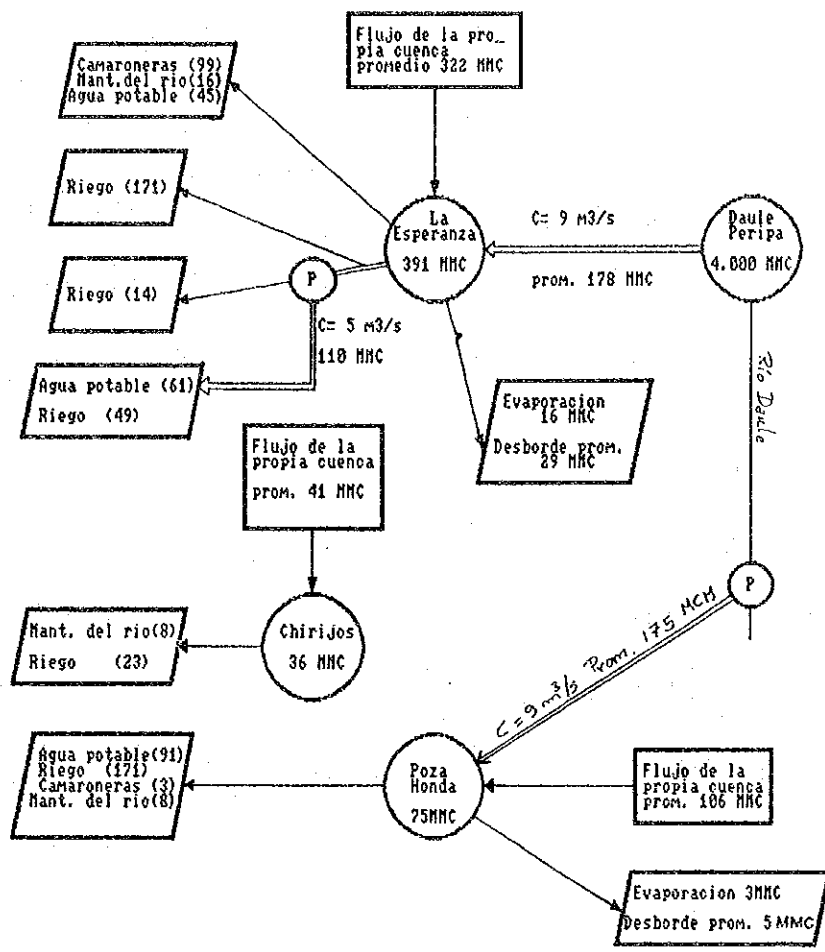 Flujo de la pro_
pia cuenca
promedio 322 MMC
Camaroneras (99)
Mant.del rio(16)
Agua potable (45)
Riego (171)
La
Esperanza
391 MMC
C= 9 m3/s
prom. 178 MMC
Daule
Peripa
4.000 MMC
P
Riego (14)
C= 5 m3/s
110 MMC
Agua potable (61)
Riego (49)
Evaporacion
16 MMC
Desborde prom.
29 MMC
Río Daule
Flujo de la
propia cuenca
prom. 41 MMC
P
Mant. del rio(8)
Riego (23)
Chirijos
36 MMC
C = 9 m³/s Prom. 175 MCM
Agua potable(91)
Riego (171)
Camaroneras (3)
Mant. del rio(8)
Poza
Honda
75MMC
Flujo de la
propia cuenca
prom. 106 MMC
Evaporacion 3MMC
Desborde prom. 5 MMC